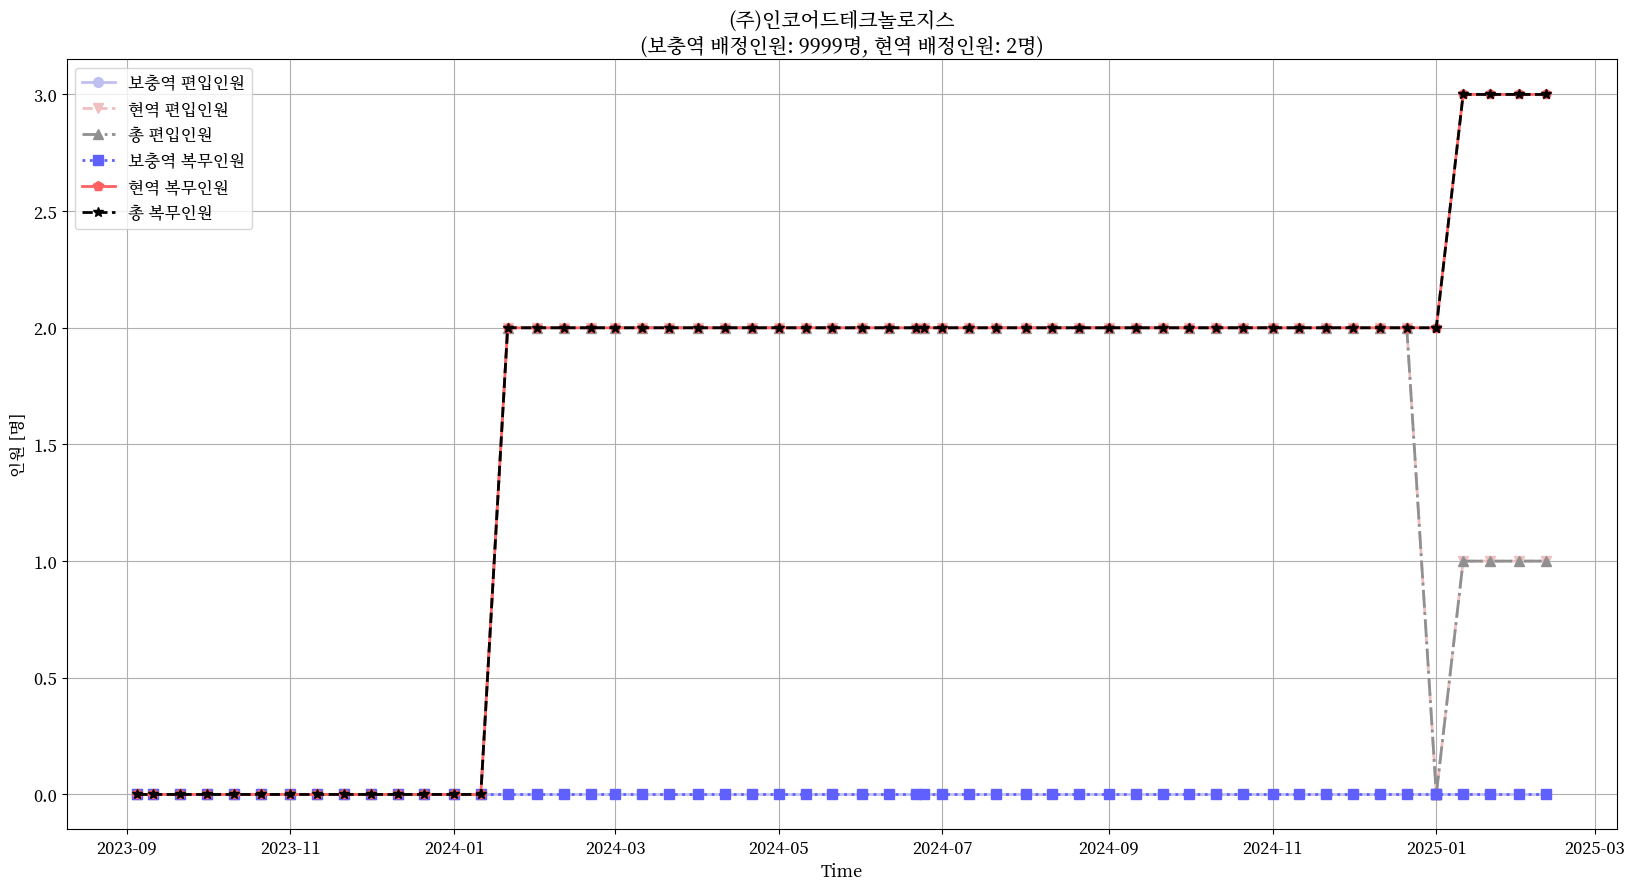 (주)인코어드테크놀로지스
(보충역 배정인원: 9999명, 현역 배정인원: 2명)
보충역 편입인원
현역 편입인원
총 편입인원
보충역 복무인원
현역 복무인원
총 복무인원
3.0
2.5
2.0
1.5
1.0
0.5
0.0
인원 [명]
2023-09
2023-11
2024-01
2024-03
2024-05
2024-07
2024-09
2024-11
2025-01
2025-03
Time